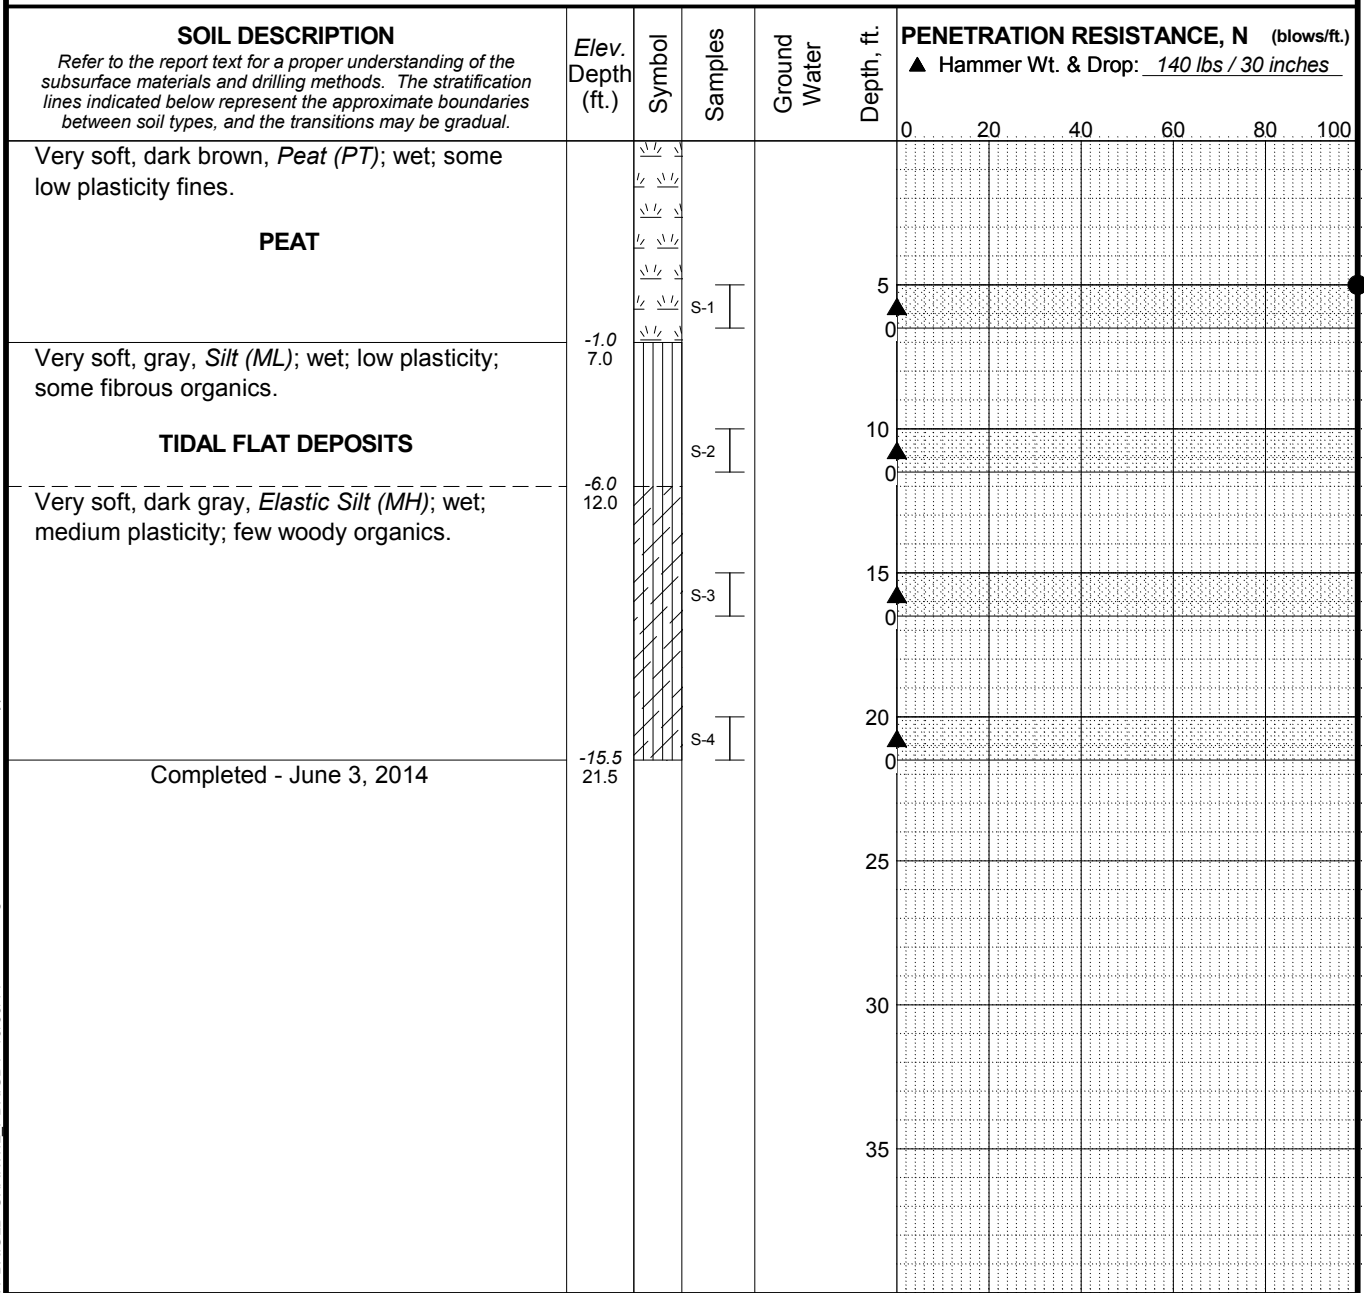 SOIL DESCRIPTION
Refer to the report text for a proper understanding of the
subsurface materials and drilling methods. The stratification
lines indicated below represent the approximate boundaries
between soil types, and the transitions may be gradual.
Elev.
Depth
(ft.)
Symbol
Samples
Ground
Water
Depth, ft.
PENETRATION RESISTANCE, N (blows/ft.)
▲ Hammer Wt. & Drop: 140 lbs / 30 inches
0 20 40 60 80 100
Very soft, dark brown, Peat (PT); wet; some
low plasticity fines.
PEAT
S-1
5
0
-1.0
7.0
Very soft, gray, Silt (ML); wet; low plasticity;
some fibrous organics.
TIDAL FLAT DEPOSITS
S-2
10
0
-6.0
12.0
Very soft, dark gray, Elastic Silt (MH); wet;
medium plasticity; few woody organics.
S-3
15
0
S-4
20
0
-15.5
21.5
Completed - June 3, 2014
25
30
35